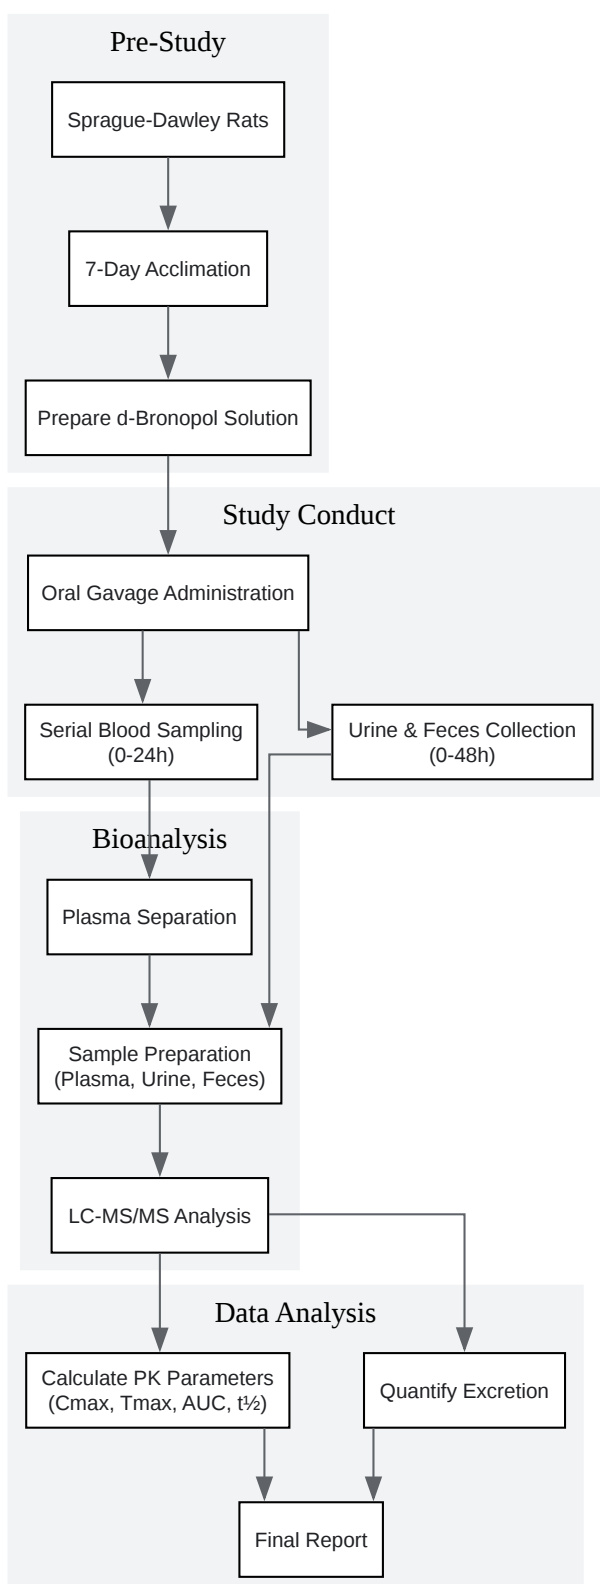 Pre-Study
Sprague-Dawley Rats
7-Day Acclimation
Prepare d-Bronopol Solution
Study Conduct
Oral Gavage Administration
Serial Blood Sampling
(0-24h)
Urine & Feces Collection
(0-48h)
Bioanalysis
Plasma Separation
Sample Preparation
(Plasma, Urine, Feces)
LC-MS/MS Analysis
Data Analysis
Calculate PK Parameters
(Cmax, Tmax, AUC, t½)
Quantify Excretion
Final Report